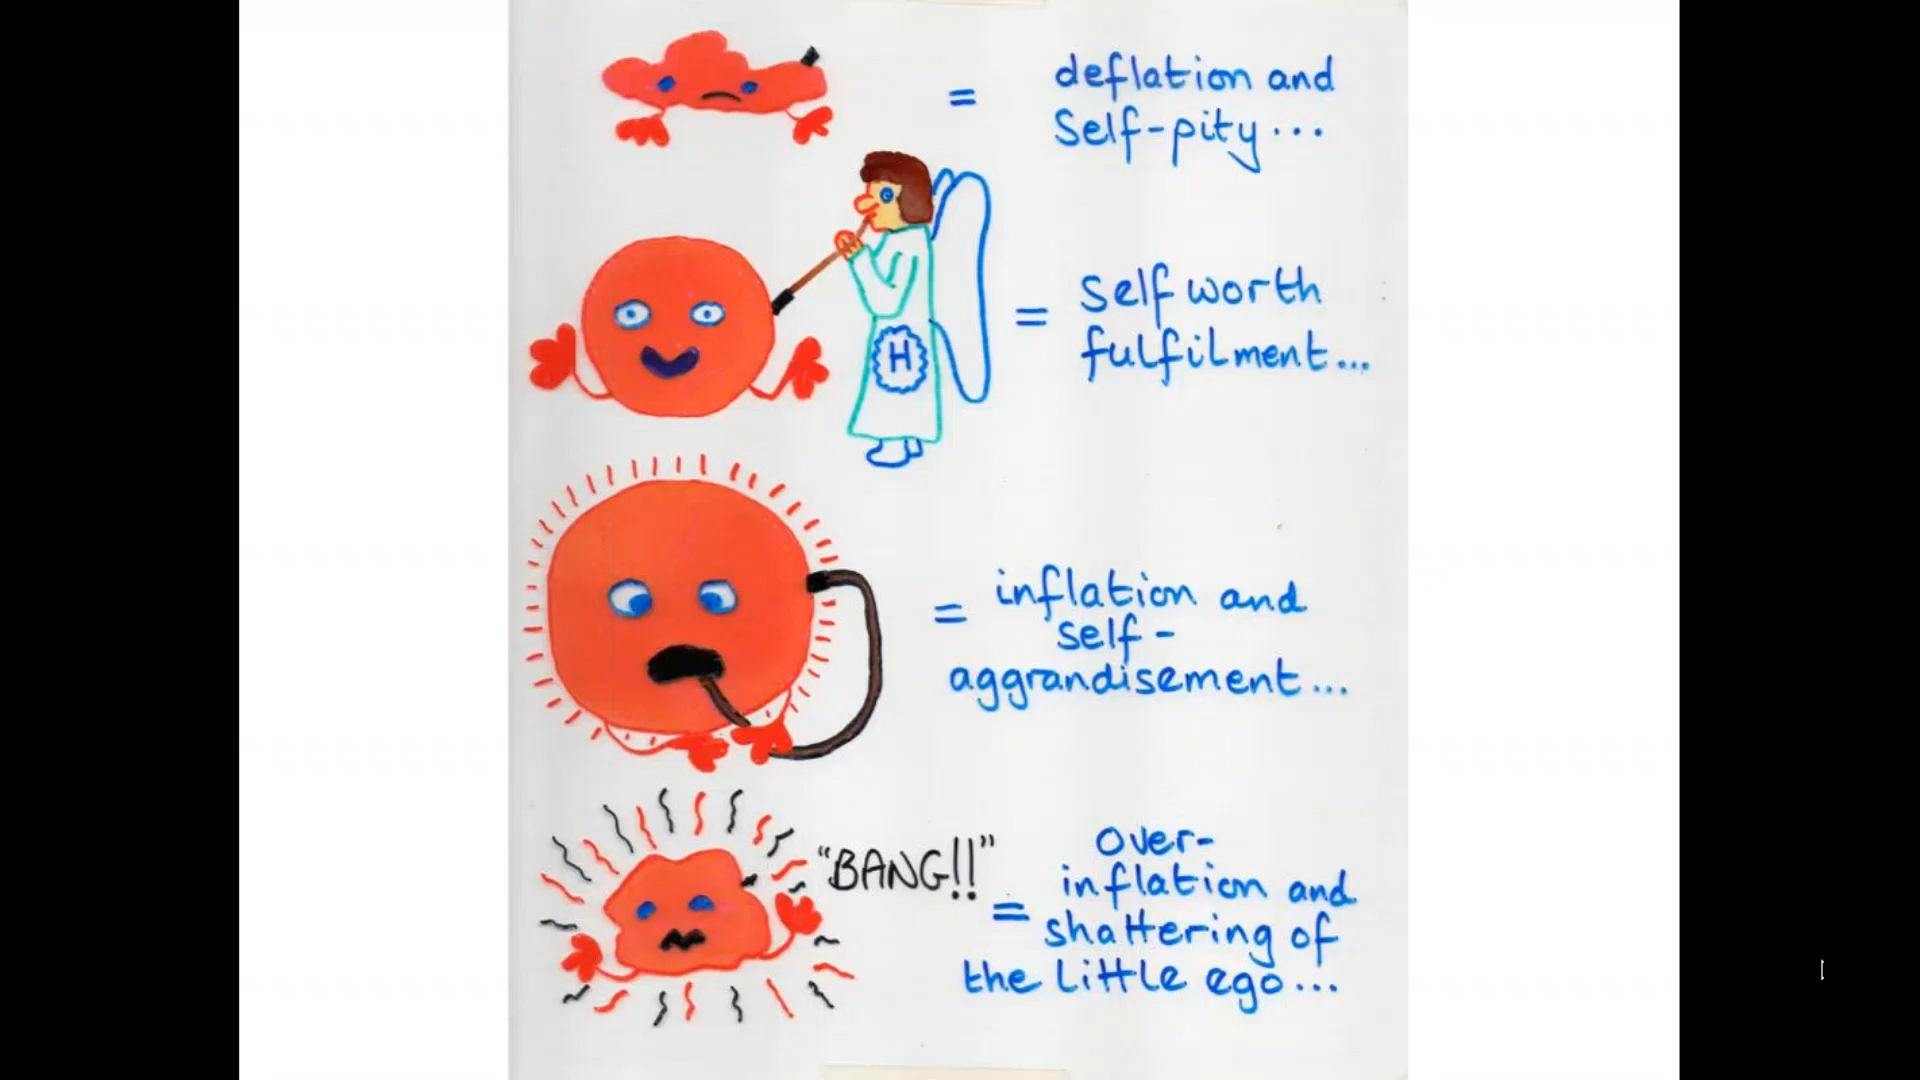 = deflation and
Self-pity...
H
= Self worth
fulfilment...
= inflation and
self-
aggrandisement...
"BANG!!"
= Over-
inflation and
shattering of
the little ego...